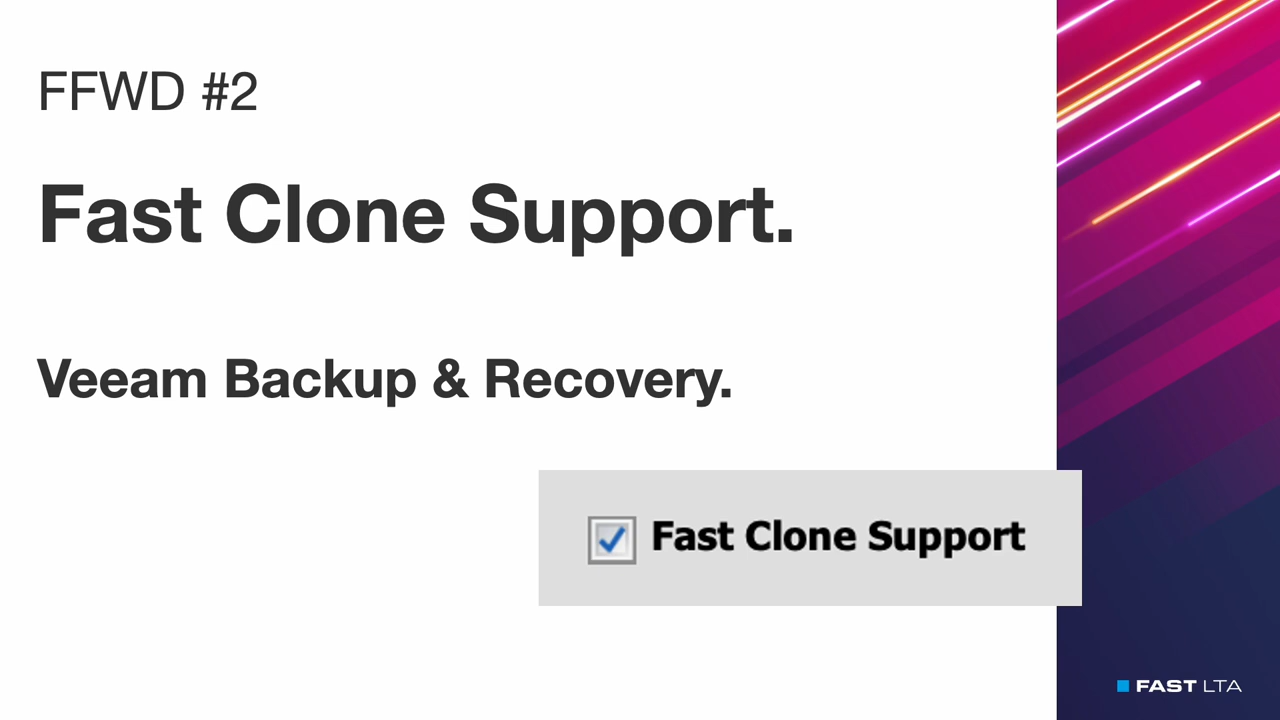 FFWD #2
Fast Clone Support.
Veeam Backup & Recovery.
Fast Clone Support
FAST LTA